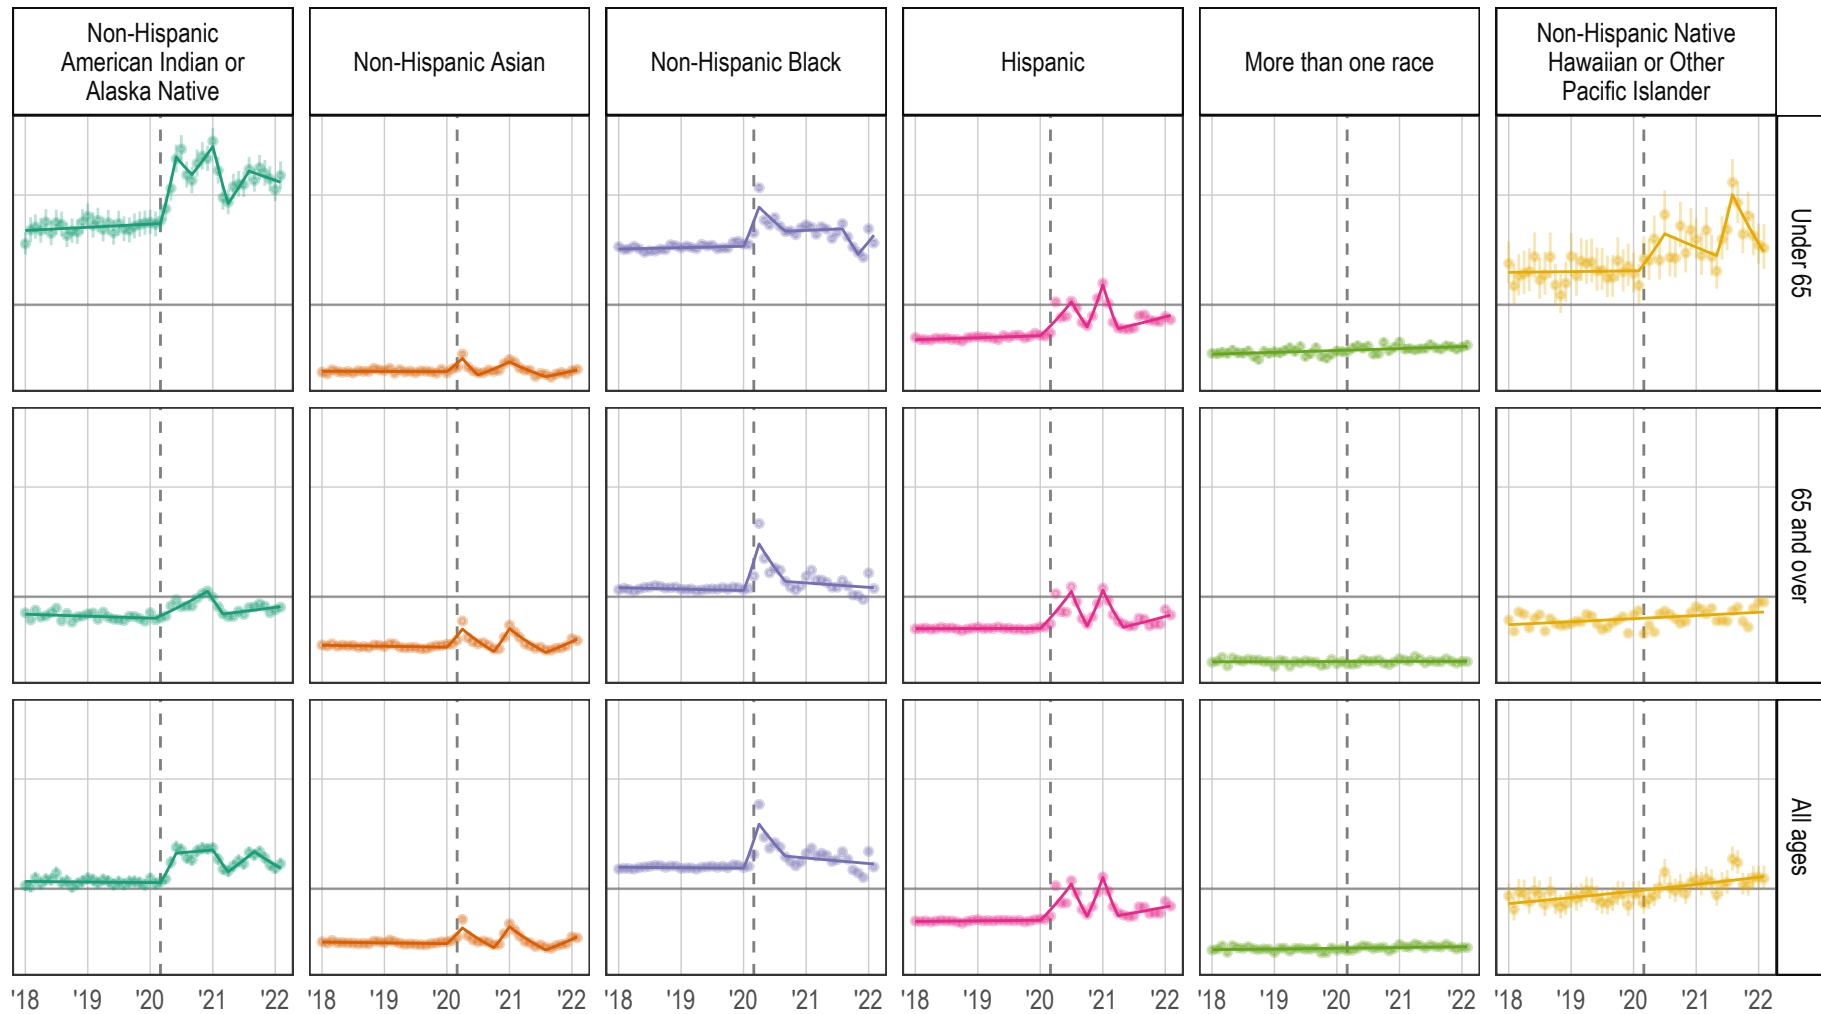 Non-Hispanic
American Indian or
Alaska Native
Non-Hispanic Asian
Non-Hispanic Black
Hispanic
More than one race
Non-Hispanic Native
Hawaiian or Other
Pacific Islander
Under 65
65 and over
All ages
'18 '19 '20 '21 '22
'18 '19 '20 '21 '22
'18 '19 '20 '21 '22
'18 '19 '20 '21 '22
'18 '19 '20 '21 '22
'18 '19 '20 '21 '22